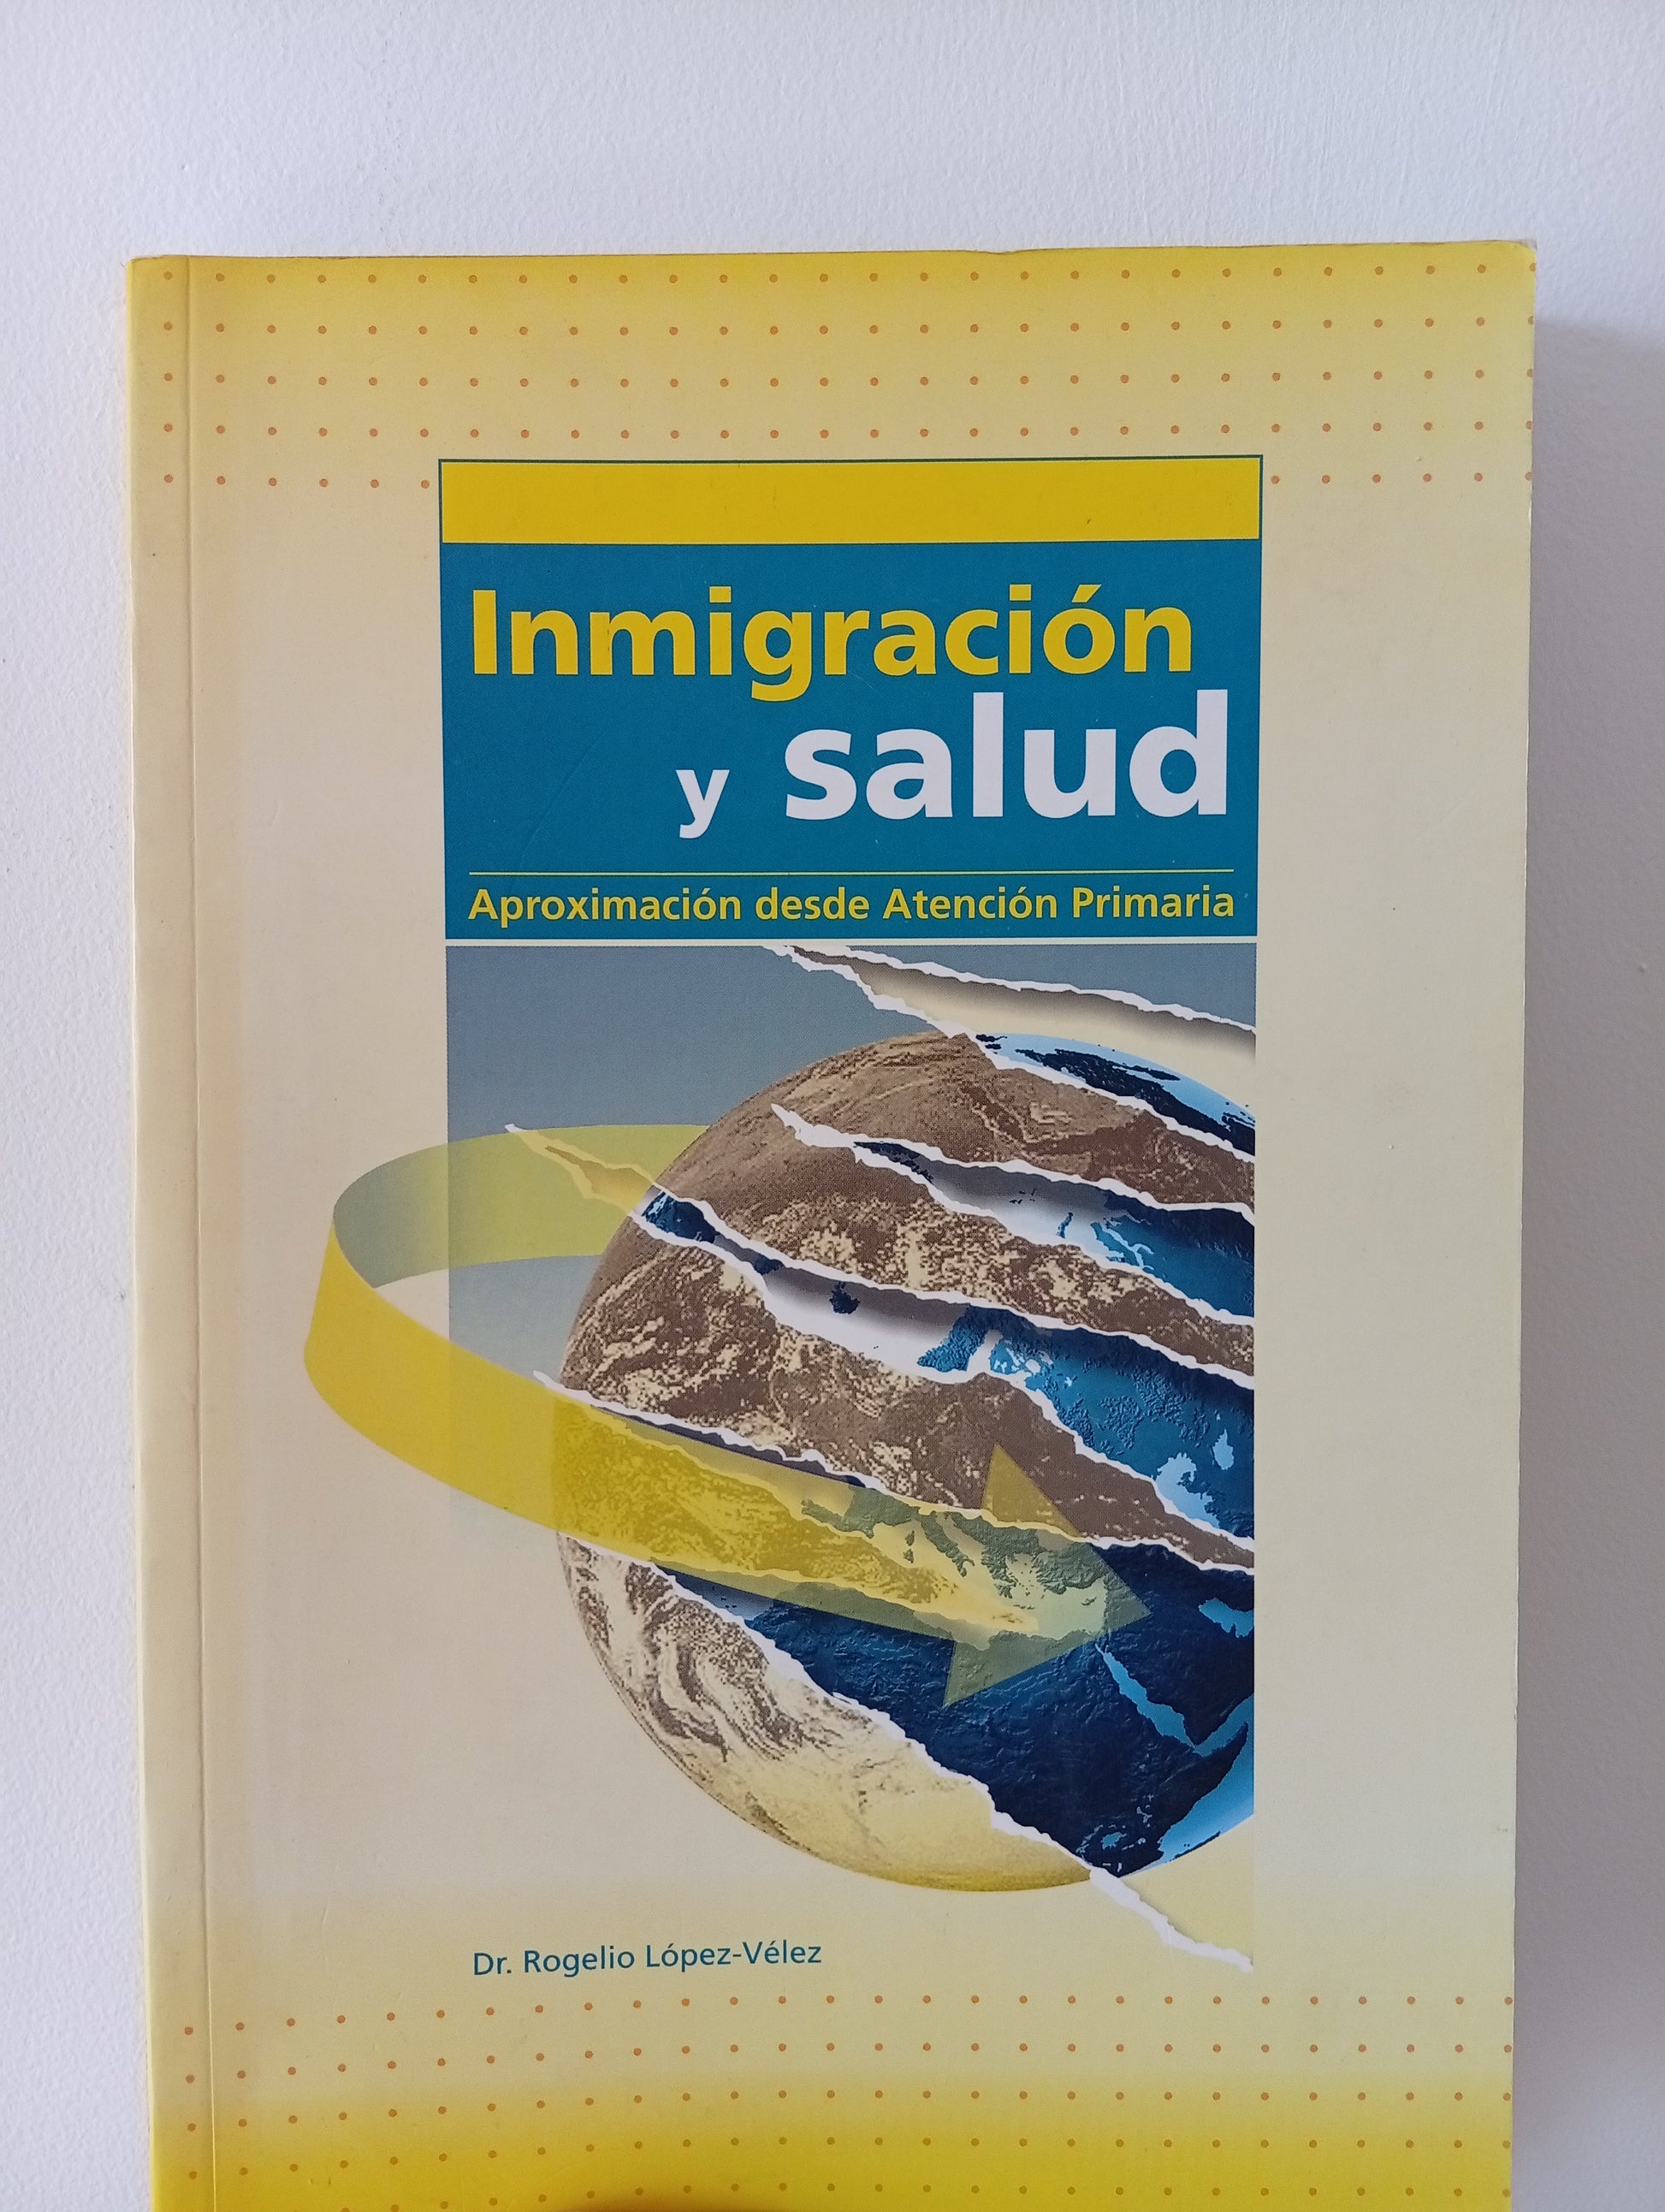 Inmigración
y salud
Aproximación desde Atención Primaria
Dr. Rogelio López-Vélez